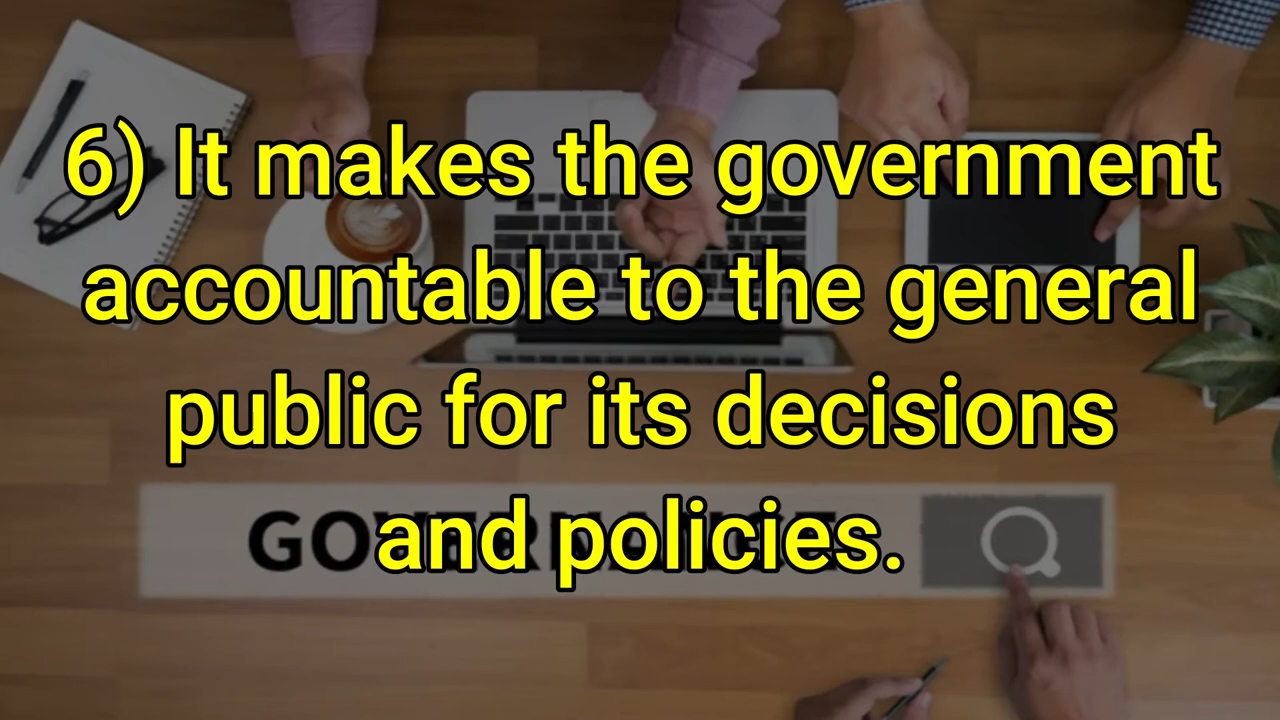 6) It makes the government
accountable to the general
public for its decisions
and policies.